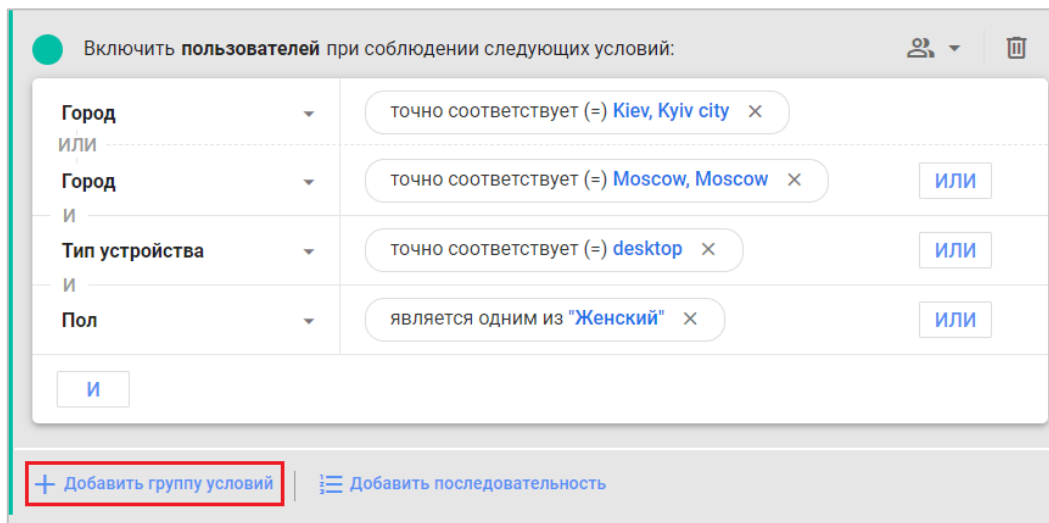 Включить пользователей при соблюдении следующих условий:
Город точно соответствует (=) Kiev, Kyiv city
ИЛИ
Город точно соответствует (=) Moscow, Moscow ИЛИ
И
Тип устройства точно соответствует (=) desktop ИЛИ
И
Пол является одним из "Женский" ИЛИ
И
Добавить группу условий Добавить последовательность